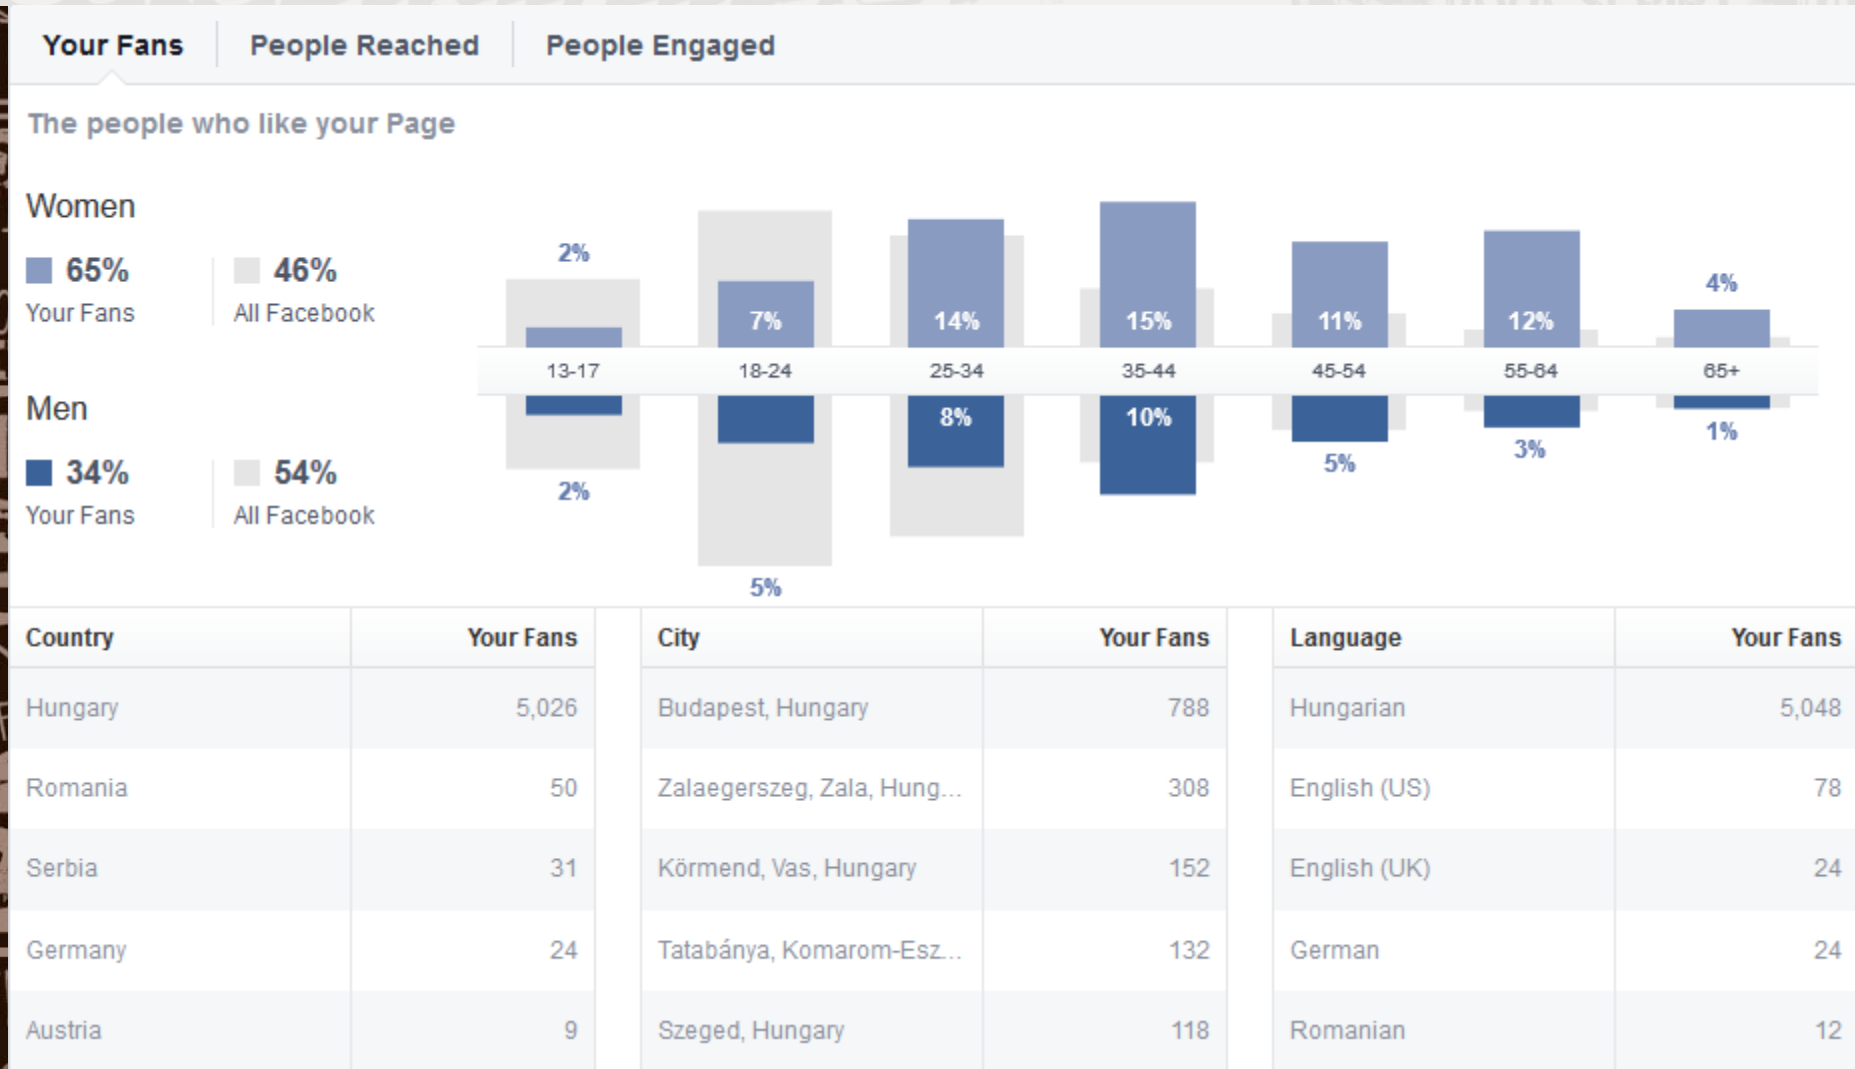 Your Fans People Reached People Engaged
The people who like your Page
Women
65% 46%
Your Fans All Facebook
2% 7% 14% 15% 11% 12% 4%
13-17 18-24 25-34 35-44 45-54 55-64 65+
Men
34% 54%
Your Fans All Facebook
2% 5% 8% 10% 5% 3% 1%
Country Your Fans City Your Fans Language Your Fans
Hungary 5,026 Budapest, Hungary 788 Hungarian 5,048
Romania 50 Zalaegerszeg, Zala, Hung... 308 English (US) 78
Serbia 31 Körmend, Vas, Hungary 152 English (UK) 24
Germany 24 Tatabánya, Komarom-Esz... 132 German 24
Austria 9 Szeged, Hungary 118 Romanian 12